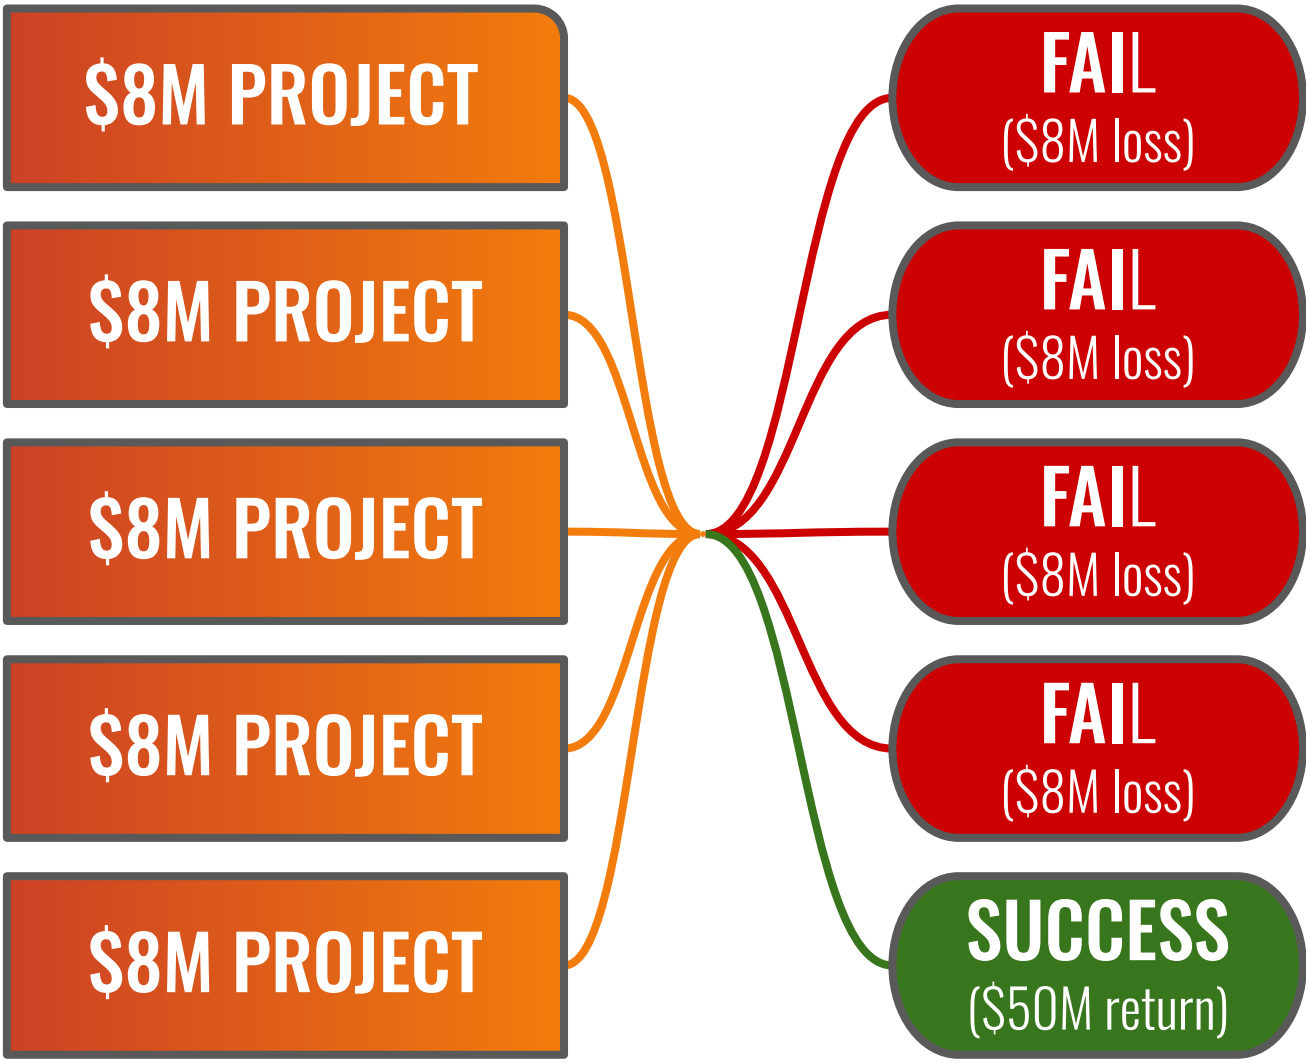 $8M PROJECT
FAIL
($8M loss)
$8M PROJECT
FAIL
($8M loss)
$8M PROJECT
FAIL
($8M loss)
$8M PROJECT
FAIL
($8M loss)
$8M PROJECT
SUCCESS
($50M return)